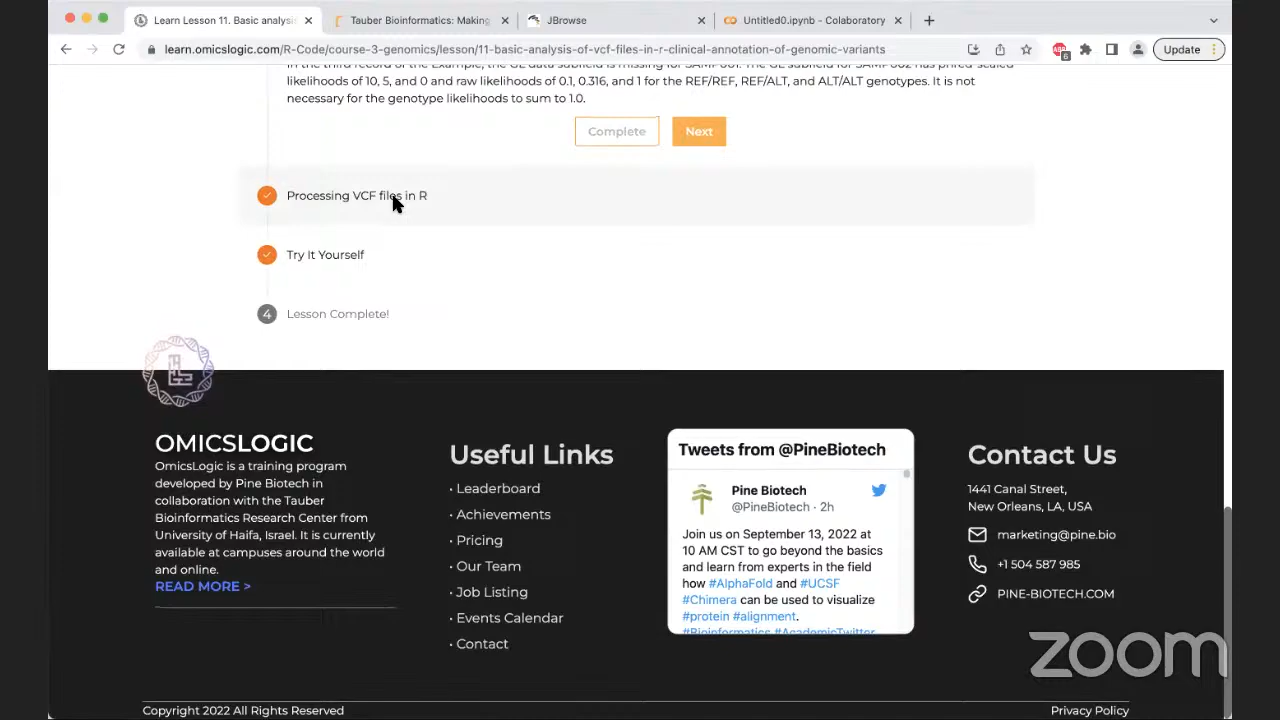 Learn Lesson 11. Basic analysis
Tauber Bioinformatics: Making
JBrowse
Untitled0.ipynb - Colaboratory
learn.omicslogic.com/R-Code/course-3-genomics/lesson/11-basic-analysis-of-vcf-files-in-r-clinical-annotation-of-genomic-variants
6
Update
likelihoods of 10, 5, and 0 and raw likelihoods of 0.1, 0.316, and 1 for the REF/REF, REF/ALT, and ALT/ALT genotypes. It is not
necessary for the genotype likelihoods to sum to 1.0.
Complete
Next
Processing VCF files in R
Try It Yourself
4
Lesson Complete!
OMICSLOGIC
OmicsLogic is a training program
developed by Pine Biotech in
collaboration with the Tauber
Bioinformatics Research Center from
University of Haifa, Israel. It is currently
available at campuses around the world
and online.
READ MORE >
Useful Links
· Leaderboard
· Achievements
· Pricing
· Our Team
· Job Listing
· Events Calendar
· Contact
Tweets from @PineBiotech
Pine Biotech
@PineBiotech · 2h
Join us on September 13, 2022 at
10 AM CST to go beyond the basics
and learn from experts in the field
how #AlphaFold and #UCSF
#Chimera can be used to visualize
#protein #alignment.
#Bioinformatics #AcademicTwitter
Contact Us
1441 Canal Street,
New Orleans, LA, USA
marketing@pine.bio
+1 504 587 985
PINE-BIOTECH.COM
zoom
Copyright 2022 All Rights Reserved
Privacy Policy